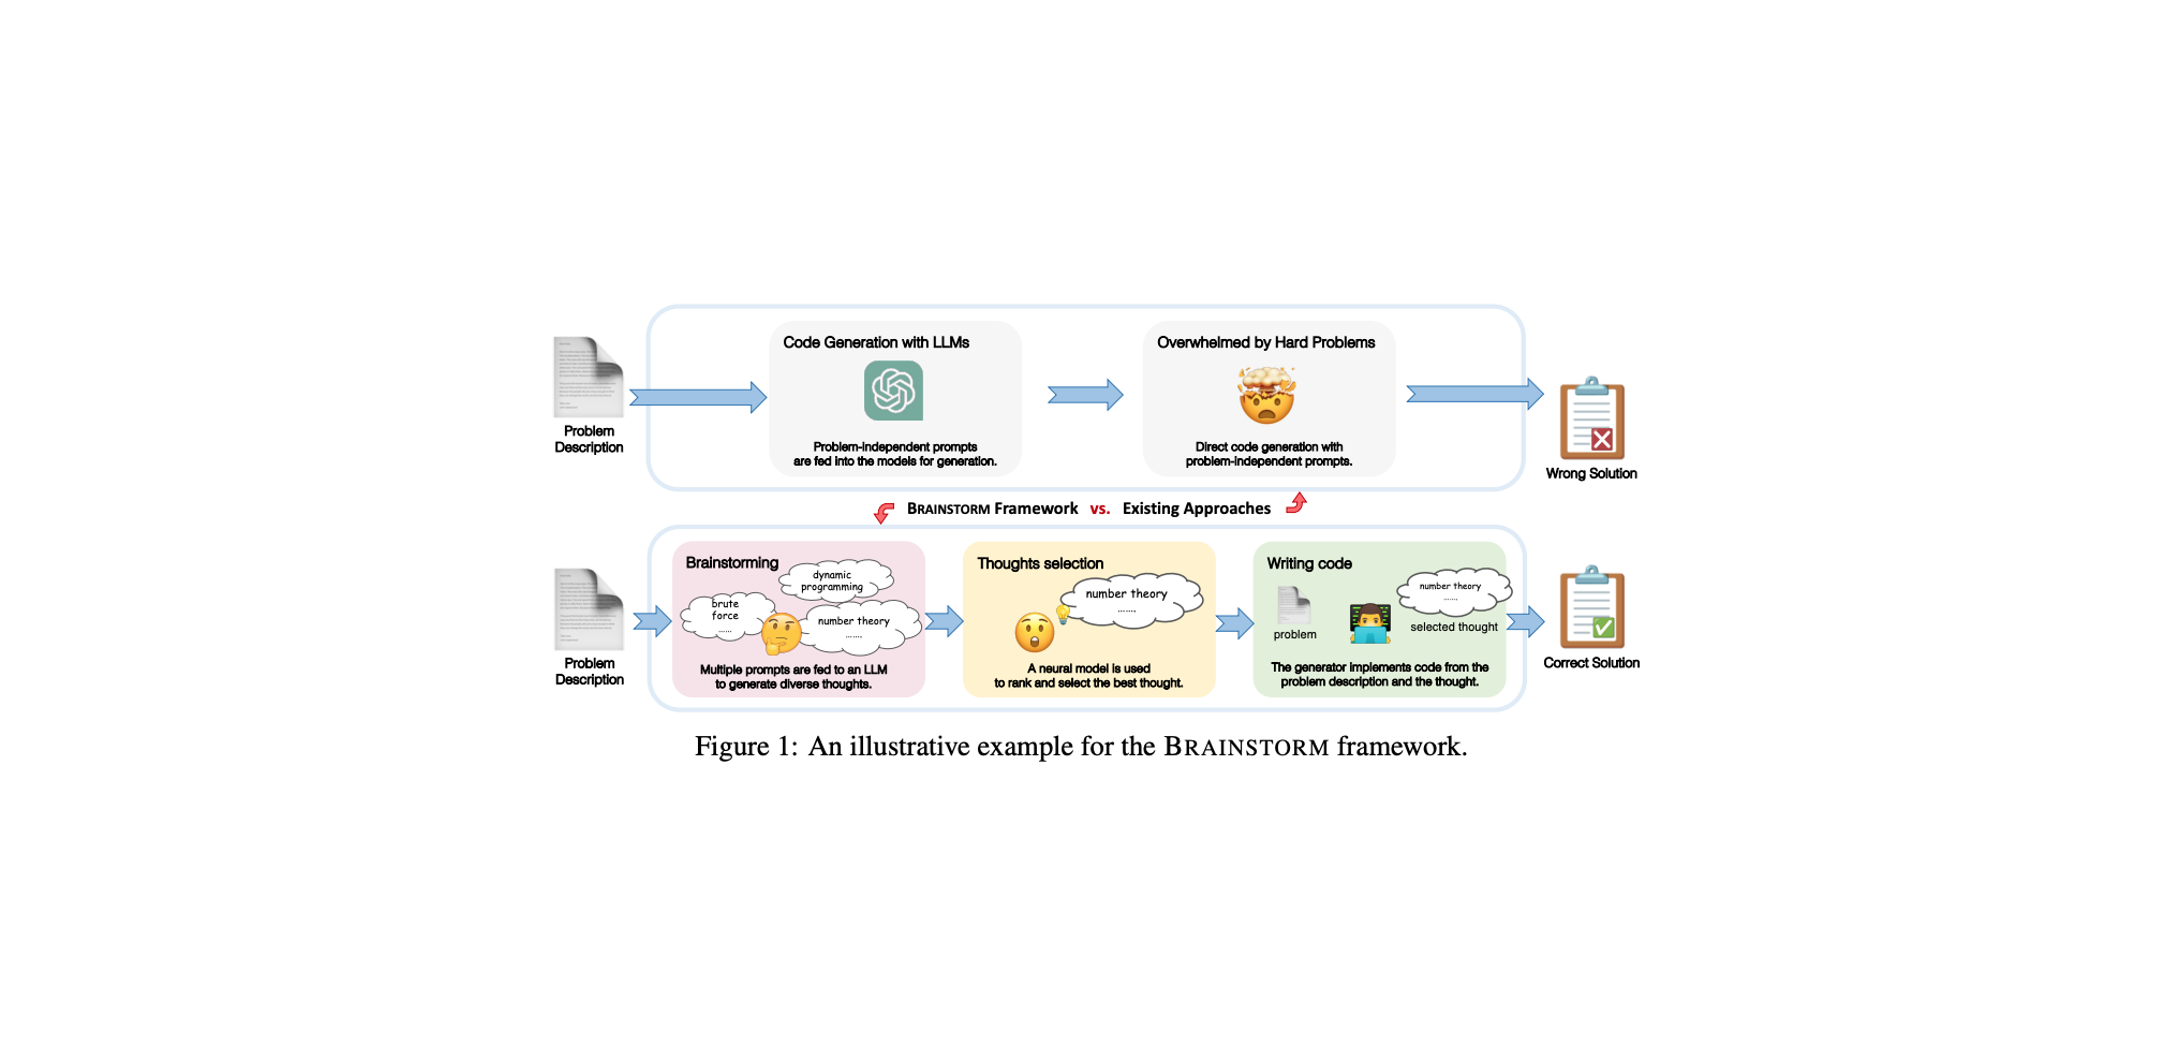 Code Generation with LLMs
Problem-independent prompts
are fed into the models for generation.
Overwhelmed by Hard Problems
Direct code generation with
problem-independent prompts.
Problem
Description
Wrong Solution
BRAINSTORM Framework vs. Existing Approaches
Brainstorming
dynamic
programming
brute
force
......
number theory
.......
Multiple prompts are fed to an LLM
to generate diverse thoughts.
Thoughts selection
number theory
.......
A neural model is used
to rank and select the best thought.
Writing code
problem
number theory
.......
selected thought
The generator implements code from the
problem description and the thought.
Problem
Description
Correct Solution
Figure 1: An illustrative example for the BRAINSTORM framework.